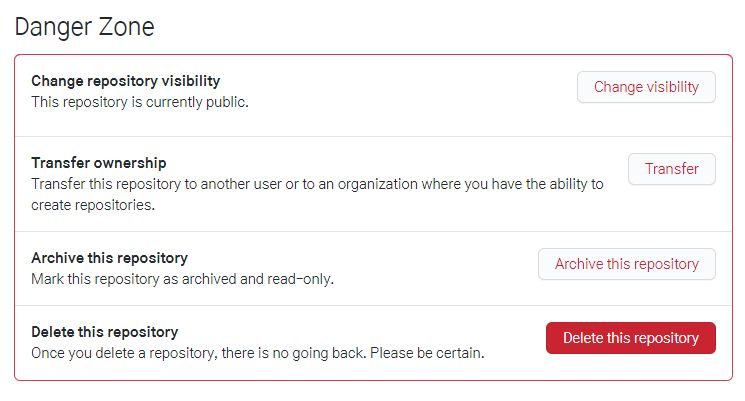 Danger Zone
Change repository visibility
This repository is currently public.
Change visibility
Transfer ownership
Transfer this repository to another user or to an organization where you have the ability to
create repositories.
Transfer
Archive this repository
Mark this repository as archived and read-only.
Archive this repository
Delete this repository
Once you delete a repository, there is no going back. Please be certain.
Delete this repository